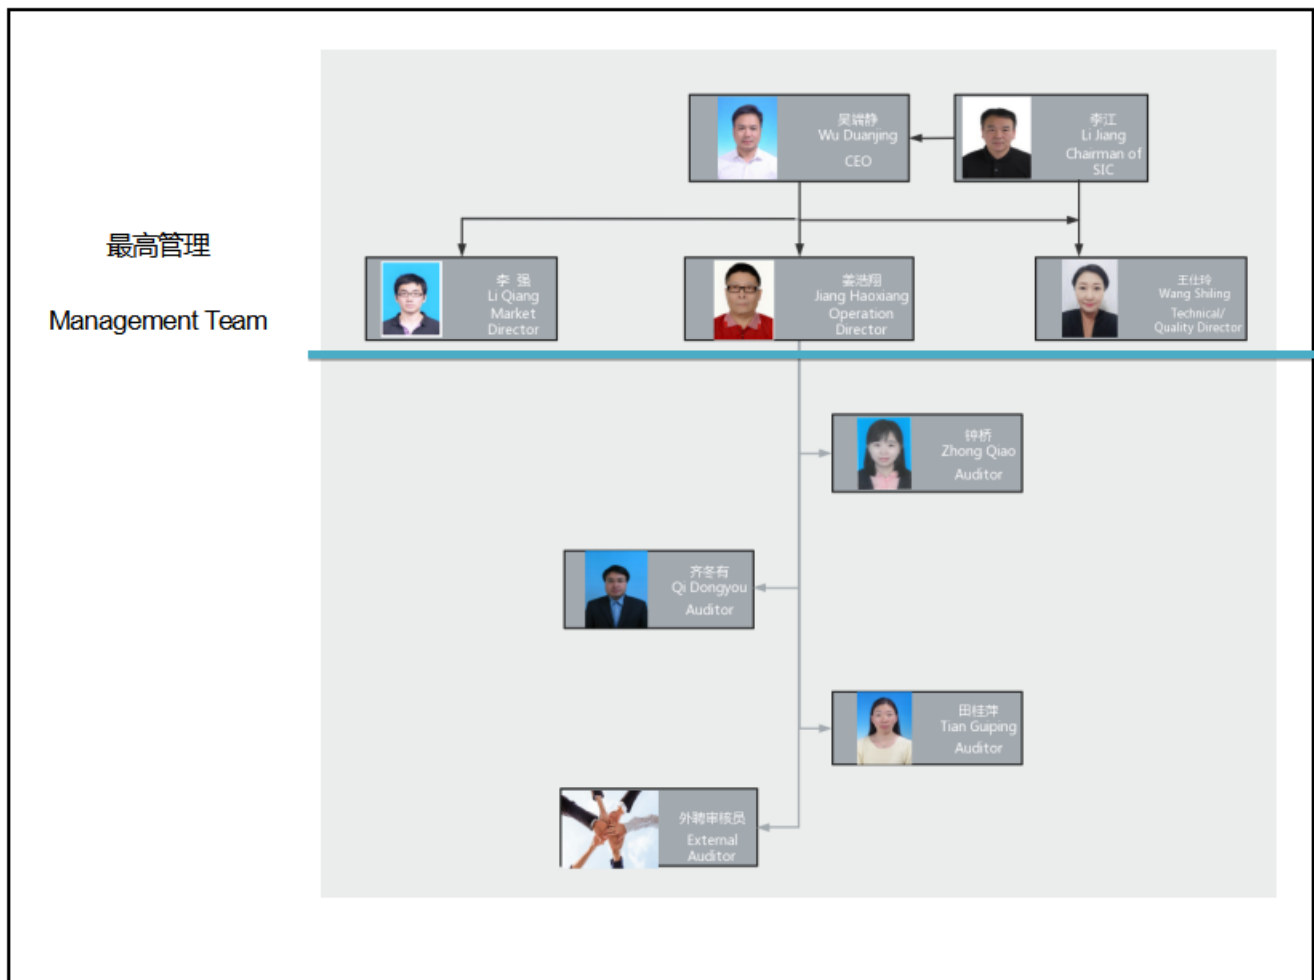 吴端静
Wu Duanjing
CEO
李江
Li Jiang
Chairman of
SIC
最高管理
Management Team
李 强
Li Qiang
Market
Director
姜浩翔
Jiang Haoxiang
Operation
Director
王仕玲
Wang Shiling
Technical/
Quality Director
钟桥
Zhong Qiao
Auditor
齐冬有
Qi Dongyou
Auditor
田桂萍
Tian Guiping
Auditor
外聘审核员
External
Auditor